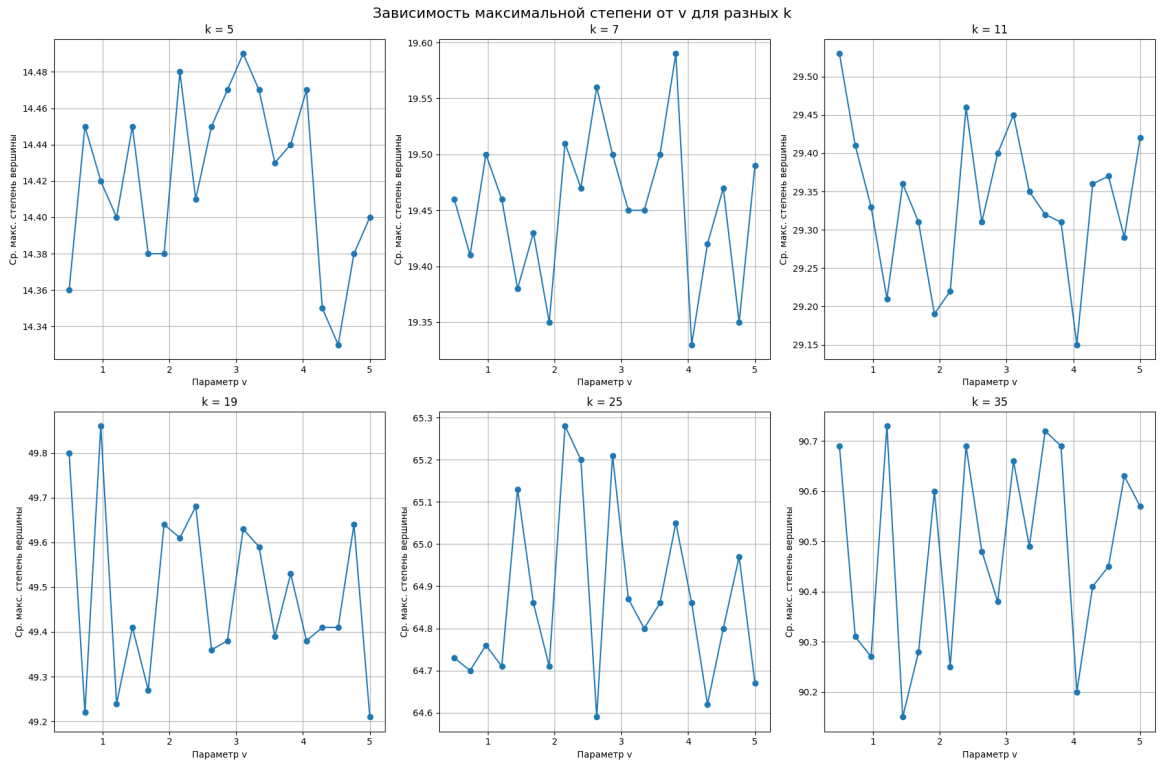 Зависимость максимальной степени от v для разных k
k = 5
Ср. макс. степень вершины
14.48
14.46
14.44
14.42
14.40
14.38
14.36
14.34
1 2 3 4 5
Параметр v
k = 7
Ср. макс. степень вершины
19.60
19.55
19.50
19.45
19.40
19.35
1 2 3 4 5
Параметр v
k = 11
Ср. макс. степень вершины
29.50
29.45
29.40
29.35
29.30
29.25
29.20
29.15
1 2 3 4 5
Параметр v
k = 19
Ср. макс. степень вершины
49.8
49.7
49.6
49.5
49.4
49.3
49.2
1 2 3 4 5
Параметр v
k = 25
Ср. макс. степень вершины
65.3
65.2
65.1
65.0
64.9
64.8
64.7
64.6
1 2 3 4 5
Параметр v
k = 35
Ср. макс. степень вершины
90.7
90.6
90.5
90.4
90.3
90.2
1 2 3 4 5
Параметр v